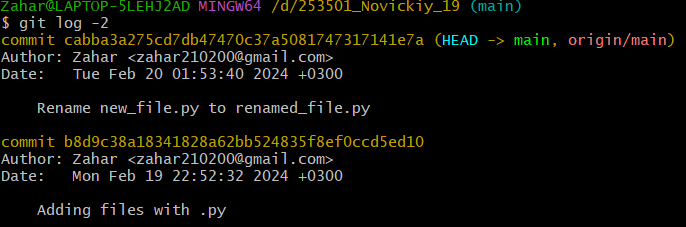 Zahar@LAPTOP-5LEHJ2AD MINGW64 /d/253501_Novickiy_19 (main)
$ git log -2
commit cabba3a275cd7db47470c37a5081747317141e7a (HEAD -> main, origin/main)
Author: Zahar <zahar210200@gmail.com>
Date:   Tue Feb 20 01:53:40 2024 +0300
    Rename new_file.py to renamed_file.py
commit b8d9c38a18341828a62bb524835f8ef0ccd5ed10
Author: Zahar <zahar210200@gmail.com>
Date:   Mon Feb 19 22:52:32 2024 +0300
    Adding files with .py